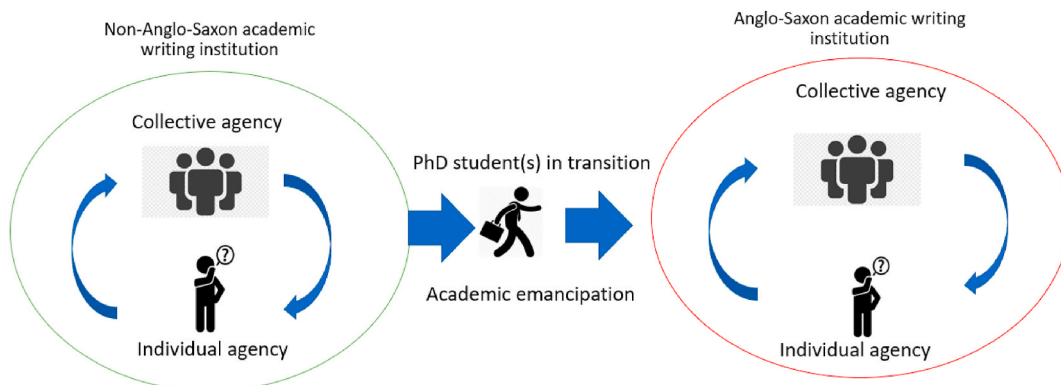 Non-Anglo-Saxon academic
writing institution
Collective agency
?
Individual agency
PhD student(s) in transition
Academic emancipation
Anglo-Saxon academic writing
institution
Collective agency
?
Individual agency